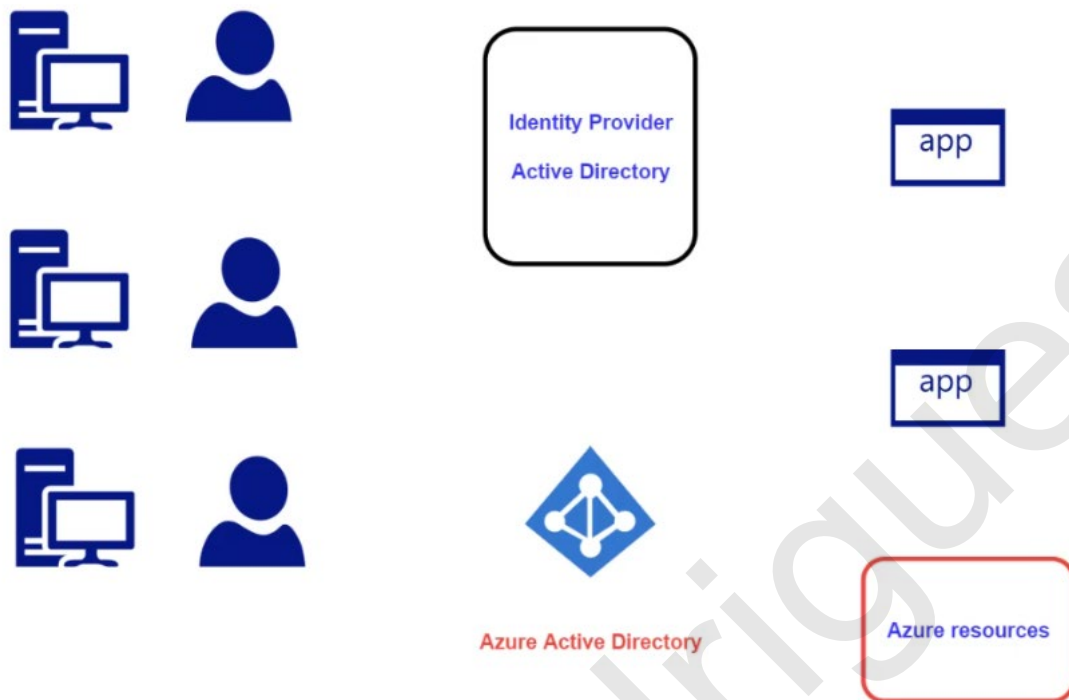 Identity Provider
Active Directory
app
app
Azure Active Directory
Azure resources